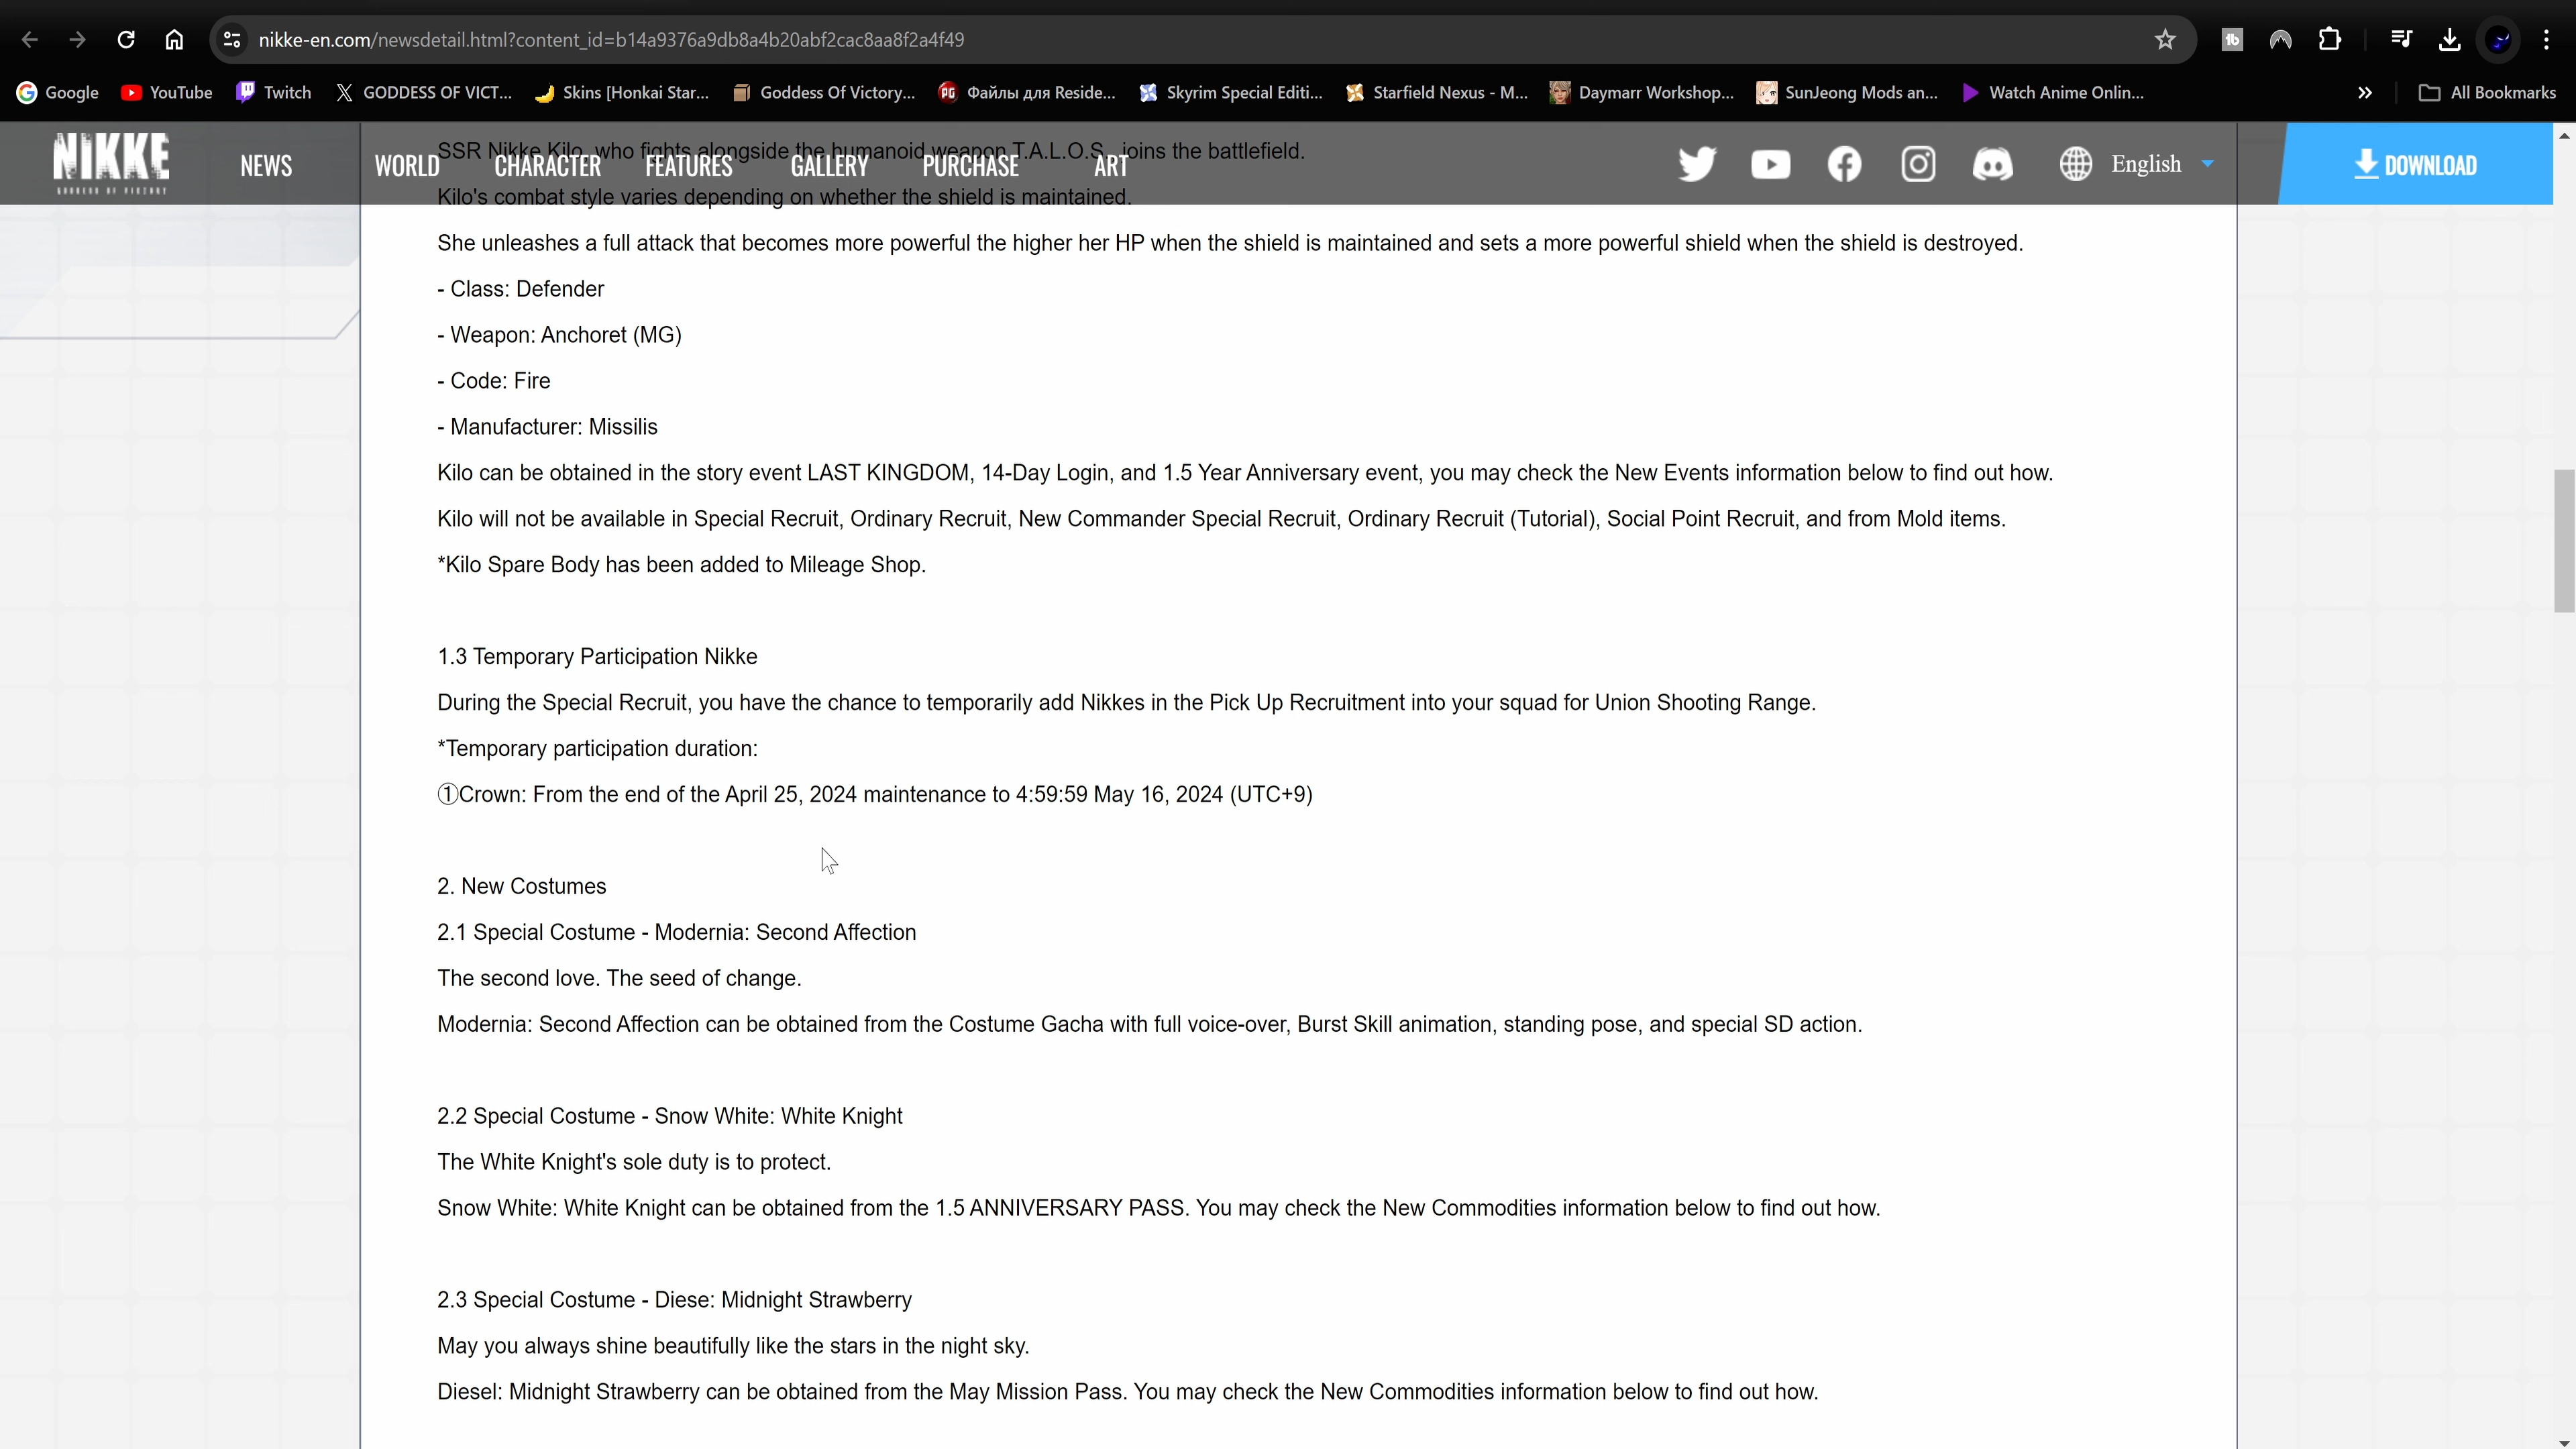 nikke-en.com/newsdetail.html?content_id=b14a9376a9db8a4b20abf2cac8aa8f2a4f49
Google YouTube Twitch GODDESS OF VICT... Skins [Honkai Star... Goddess Of Victory... Файлы для Reside... Skyrim Special Editi... Starfield Nexus - M... Daymarr Workshop... SunJeong Mods an... Watch Anime Onlin... » All Bookmarks
NIKKE
GODDESS OF VICTORY
NEWS WORLD CHARACTER FEATURES GALLERY PURCHASE ART English DOWNLOAD
SSR Nikke Kilo, who fights alongside the humanoid weapon T.A.L.O.S., joins the battlefield.
Kilo's combat style varies depending on whether the shield is maintained.
She unleashes a full attack that becomes more powerful the higher her HP when the shield is maintained and sets a more powerful shield when the shield is destroyed.
- Class: Defender
- Weapon: Anchoret (MG)
- Code: Fire
- Manufacturer: Missilis
Kilo can be obtained in the story event LAST KINGDOM, 14-Day Login, and 1.5 Year Anniversary event, you may check the New Events information below to find out how.
Kilo will not be available in Special Recruit, Ordinary Recruit, New Commander Special Recruit, Ordinary Recruit (Tutorial), Social Point Recruit, and from Mold items.
*Kilo Spare Body has been added to Mileage Shop.
1.3 Temporary Participation Nikke
During the Special Recruit, you have the chance to temporarily add Nikkes in the Pick Up Recruitment into your squad for Union Shooting Range.
*Temporary participation duration:
①Crown: From the end of the April 25, 2024 maintenance to 4:59:59 May 16, 2024 (UTC+9)
2. New Costumes
2.1 Special Costume - Modernia: Second Affection
The second love. The seed of change.
Modernia: Second Affection can be obtained from the Costume Gacha with full voice-over, Burst Skill animation, standing pose, and special SD action.
2.2 Special Costume - Snow White: White Knight
The White Knight's sole duty is to protect.
Snow White: White Knight can be obtained from the 1.5 ANNIVERSARY PASS. You may check the New Commodities information below to find out how.
2.3 Special Costume - Diese: Midnight Strawberry
May you always shine beautifully like the stars in the night sky.
Diesel: Midnight Strawberry can be obtained from the May Mission Pass. You may check the New Commodities information below to find out how.